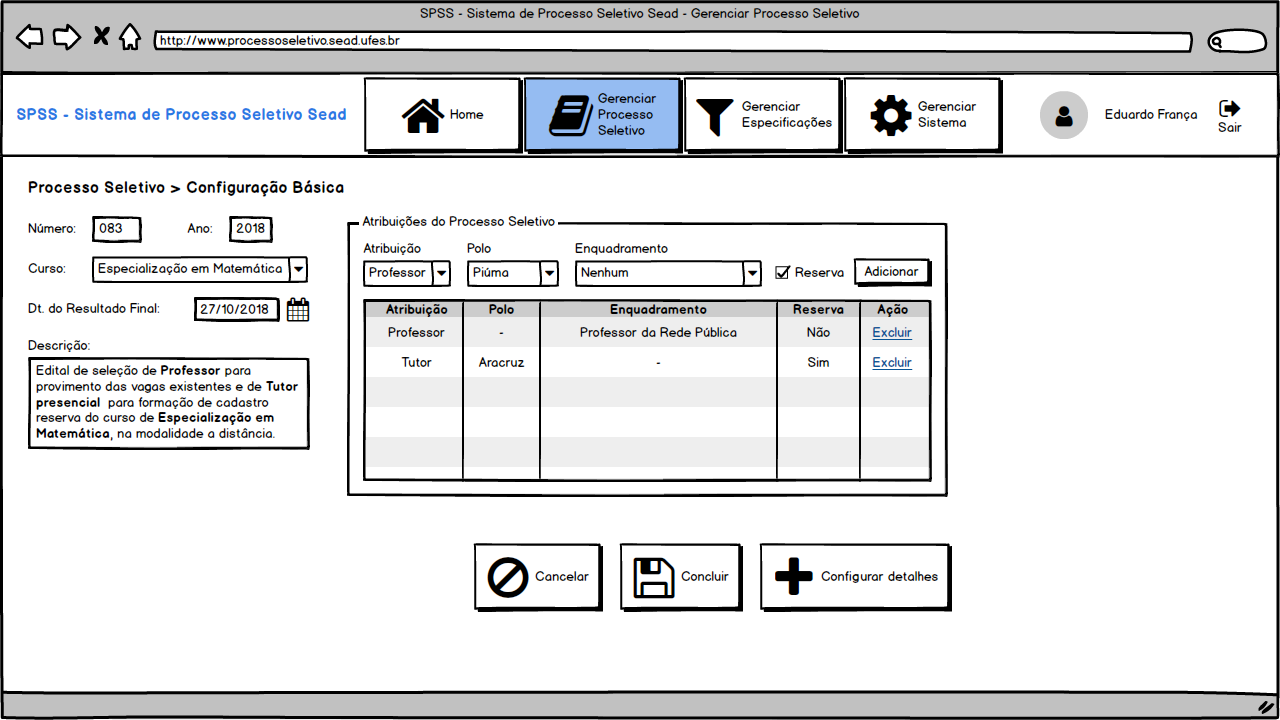 SPSS - Sistema de Processo Seletivo Sead - Gerenciar Processo Seletivo
http://www.processoseletivo.sead.ufes.br
SPSS - Sistema de Processo Seletivo Sead
Home
Gerenciar
Processo
Seletivo
Gerenciar
Especificações
Gerenciar
Sistema
Eduardo França
Sair
Processo Seletivo > Configuração Básica
Número: 083 Ano: 2018
Curso: Especialização em Matemática
Dt. do Resultado Final: 27/10/2018
Descrição:
Edital de seleção de Professor para
provimento das vagas existentes e de Tutor
presencial para formação de cadastro
reserva do curso de Especialização em
Matemática, na modalidade a distância.
Atribuições do Processo Seletivo
Atribuição Polo Enquadramento
Professor Piúma Nenhum Reserva Adicionar
Atribuição Polo Enquadramento Reserva Ação
Professor - Professor da Rede Pública Não Excluir
Tutor Aracruz - Sim Excluir
Cancelar Concluir Configurar detalhes